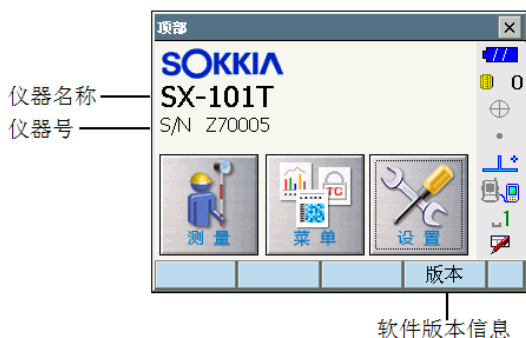 顶部
SOKKIA
仪器名称
SX-101T
仪器号
S/N Z70005
0
TC
测量
菜单
设置
1
版本
软件版本信息